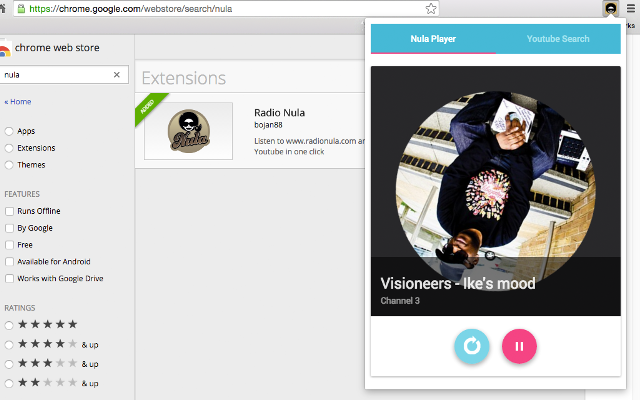 https://chrome.google.com/webstore/search/nula
chrome web store
nula
« Home
Apps
Extensions
Themes
FEATURES
Runs Offline
By Google
Free
Available for Android
Works with Google Drive
RATINGS
& up
& up
& up
Extensions
ADDED
Nula
Radio Nula
bojan88
Listen to www.radionula.com an
Youtube in one click
Nula Player
Youtube Search
Visioneers - Ike's mood
Channel 3
rks